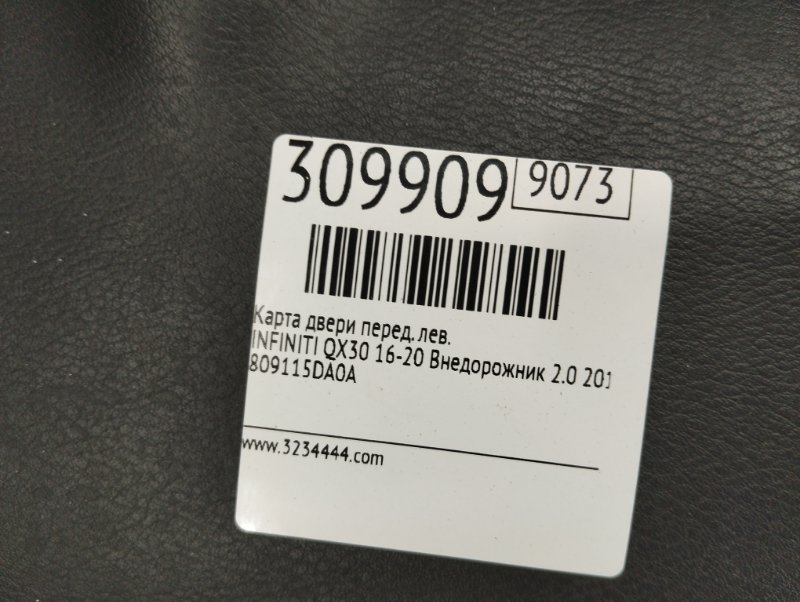 309909 9073
Карта двери перед. лев.
INFINITI QX30 16-20 Внедорожник 2.0 201
809115DA0A
www.3234444.com